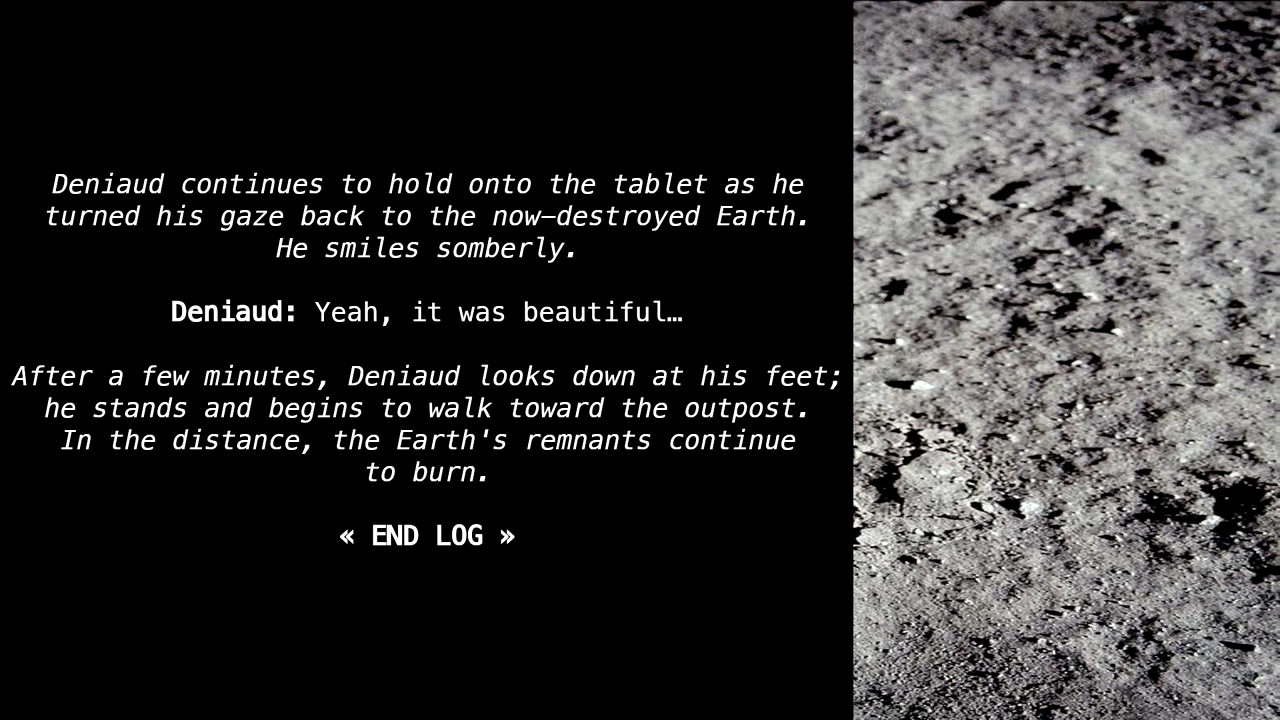 Deniaud continues to hold onto the tablet as he
turned his gaze back to the now—destroyed Earth.
He smiles somberly.
Deniaud: Yeah, it was beautiful…
After a few minutes, Deniaud looks down at his feet;
he stands and begins to walk toward the outpost.
In the distance, the Earth's remnants continue
to burn.
« END LOG »